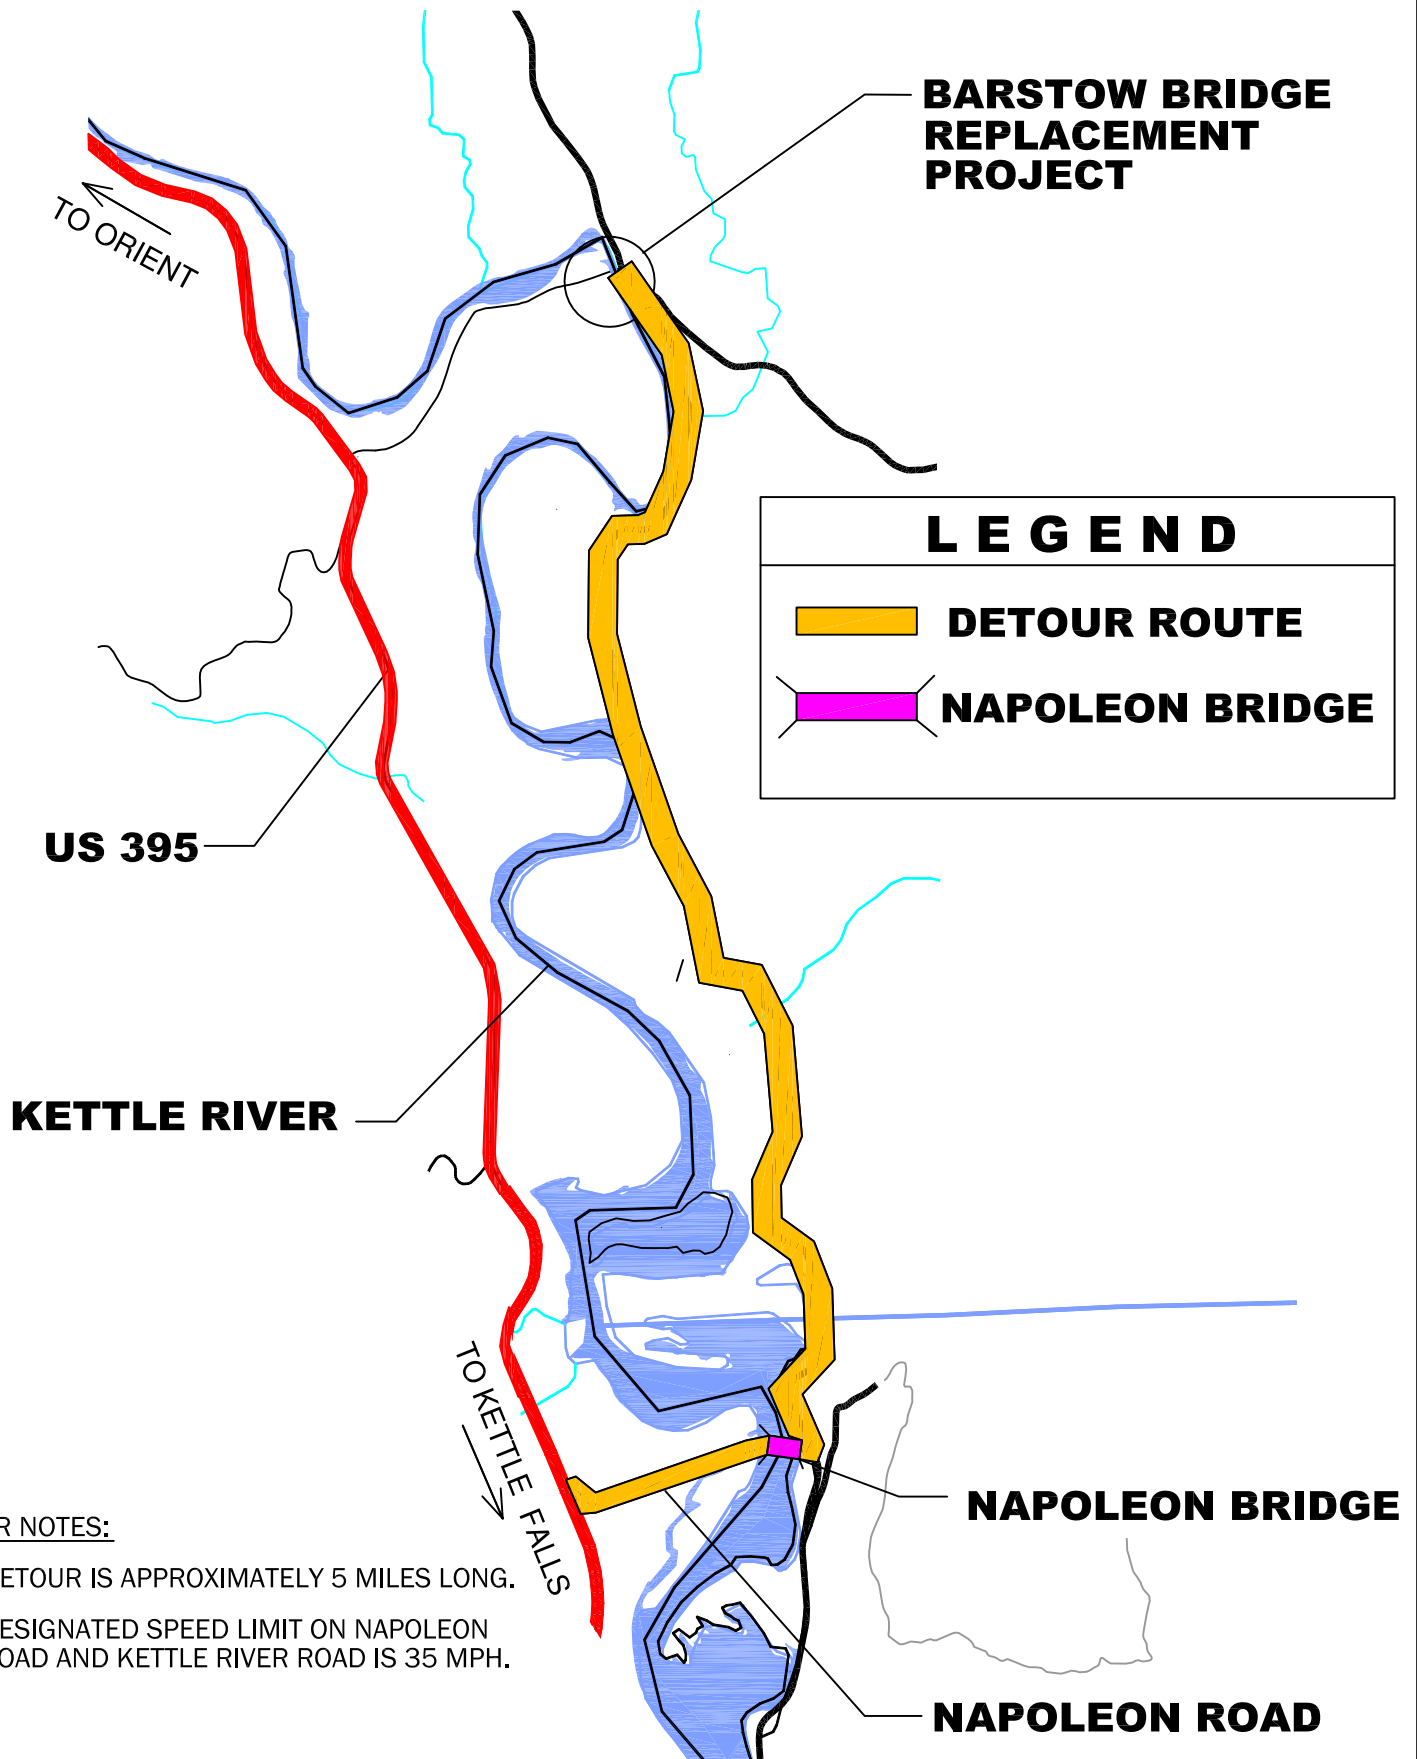 BARSTOW BRIDGE
REPLACEMENT
PROJECT
TO ORIENT
LEGEND
DETOUR ROUTE
NAPOLEON BRIDGE
US 395
KETTLE RIVER
TO KETTLE FALLS
NAPOLEON BRIDGE
R NOTES:
ETOUR IS APPROXIMATELY 5 MILES LONG.
ESIGNATED SPEED LIMIT ON NAPOLEON
OAD AND KETTLE RIVER ROAD IS 35 MPH.
NAPOLEON ROAD